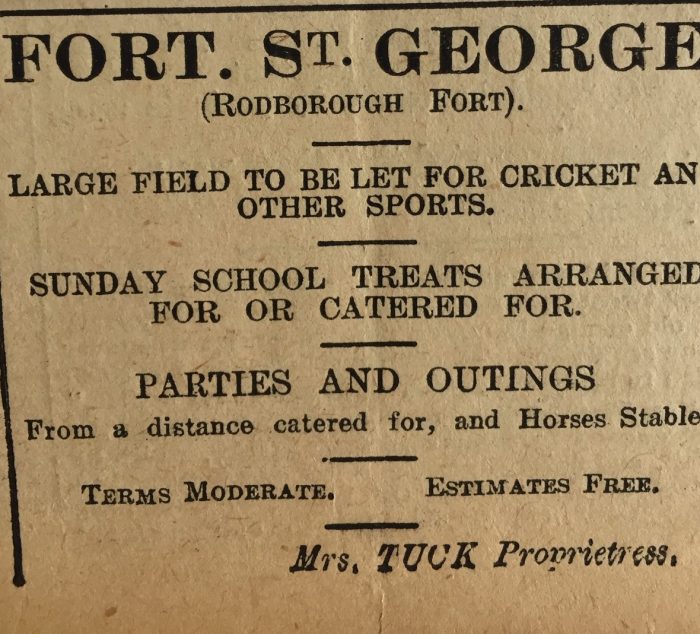 FORT. ST. GEORGE
(RODBOROUGH FORT).
LARGE FIELD TO BE LET FOR CRICKET AN
OTHER SPORTS.
SUNDAY SCHOOL TREATS ARRANGED
FOR OR CATERED FOR.
PARTIES AND OUTINGS
From a distance catered for, and Horses Stable
TERMS MODERATE. ESTIMATES FREE.
Mrs. TUCK Proprietress.